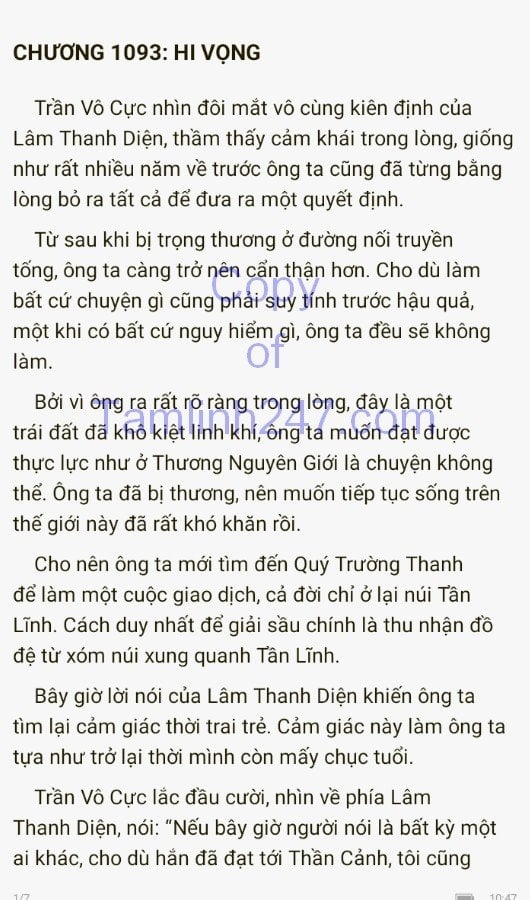 CHƯƠNG 1093: HI VỌNG
Trần Vô Cực nhìn đôi mắt vô cùng kiên định của
Lâm Thanh Diện, thầm thấy cảm khái trong lòng, giống
như rất nhiều năm về trước ông ta cũng đã từng bằng
lòng bỏ ra tất cả để đưa ra một quyết định.
Từ sau khi bị trọng thương ở đường nối truyền
tống, ông ta càng trở nên cẩn thận hơn. Cho dù làm
bất cứ chuyện gì cũng phải suy tính trước hậu quả,
một khi có bất cứ nguy hiểm gì, ông ta đều sẽ không
làm.
Bởi vì ông ra rất rõ ràng trong lòng, đây là một
trái đất đã khô kiệt linh khí, ông ta muốn đạt được
thực lực như ở Thương Nguyên Giới là chuyện không
thể. Ông ta đã bị thương, nên muốn tiếp tục sống trên
thế giới này đã rất khó khăn rồi.
Cho nên ông ta mới tìm đến Quý Trường Thanh
để làm một cuộc giao dịch, cả đời chỉ ở lại núi Tần
Lĩnh. Cách duy nhất để giải sầu chính là thu nhận đồ
đệ từ xóm núi xung quanh Tần Lĩnh.
Bây giờ lời nói của Lâm Thanh Diện khiến ông ta
tìm lại cảm giác thời trai trẻ. Cảm giác này làm ông ta
tựa như trở lại thời mình còn mấy chục tuổi.
Trần Vô Cực lắc đầu cười, nhìn về phía Lâm
Thanh Diện, nói: “Nếu bây giờ người nói là bất kỳ một
ai khác, cho dù hắn đã đạt tới Thần Cảnh, tôi cũng
Copy
of
Tamlinh247.com
1/7
10:47